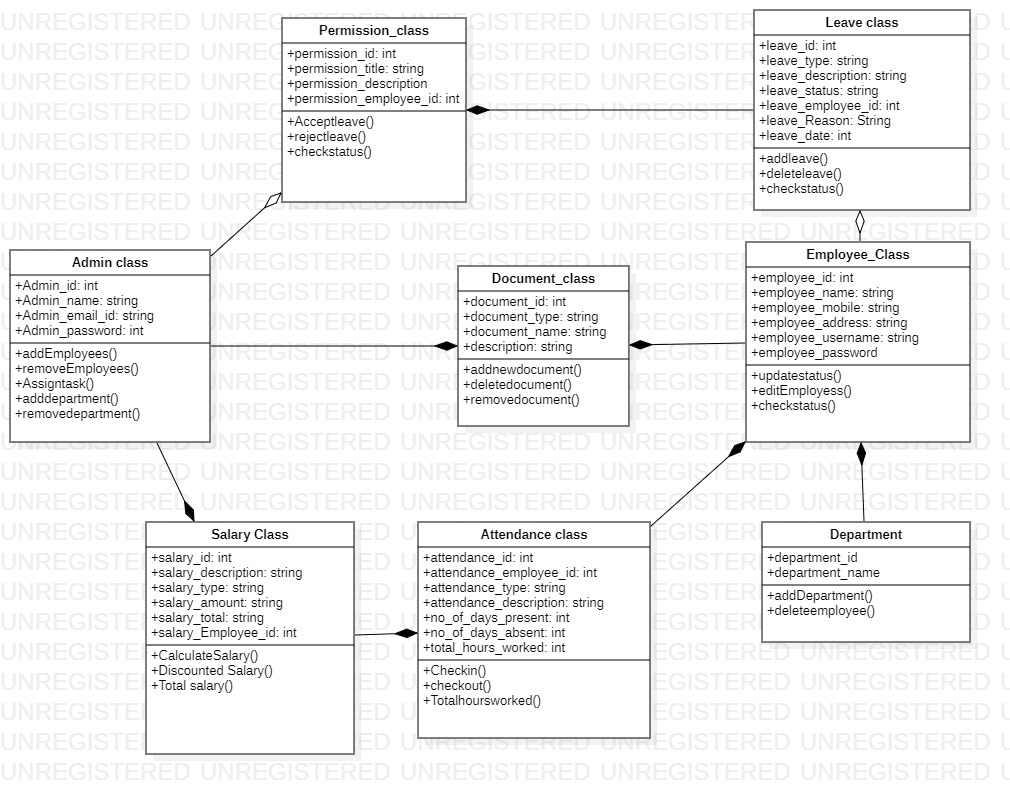 Permission_class
+permission_id: int
+permission_title: string
+permission_description
+permission_employee_id: int
+Acceptleave()
+rejectleave()
+checkstatus()
Leave class
+leave_id: int
+leave_type: string
+leave_description: string
+leave_status: string
+leave_employee_id: int
+leave_Reason: String
+leave_date: int
+addleave()
+deleteleave()
+checkstatus()
Admin class
+Admin_id: int
+Admin_name: string
+Admin_email_id: string
+Admin_password: int
+addEmployees()
+removeEmployees()
+Assigntask()
+adddepartment()
+removedepartment()
Document_class
+document_id: int
+document_type: string
+document_name: string
+description: string
+addnewdocument()
+deletedocument()
+removedocument()
Employee_Class
+employee_id: int
+employee_name: string
+employee_mobile: string
+employee_address: string
+employee_username: string
+employee_password
+updatestatus()
+editEmployess()
+checkstatus()
Salary Class
+salary_id: int
+salary_description: string
+salary_type: string
+salary_amount: string
+salary_total: string
+salary_Employee_id: int
+CalculateSalary()
+Discounted Salary()
+Total salary()
Attendance class
+attendance_id: int
+attendance_employee_id: int
+attendance_type: string
+attendance_description: string
+no_of_days_present: int
+no_of_days_absent: int
+total_hours_worked: int
+Checkin()
+checkout()
+Totalhoursworked()
Department
+department_id
+department_name
+addDepartment()
+deleteemployee()
UNREGISTERED UNREGISTERED UNREGISTERED UNREGISTERED UNREGISTERED